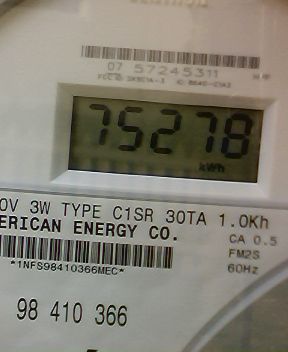 07 57245311
75278
kWh
0V 3W TYPE C1SR 30TA 1.0Kh
ERICAN ENERGY CO.
CA 0.5
FM2S
*1NFS98410366MEC*
60Hz
98 410 366